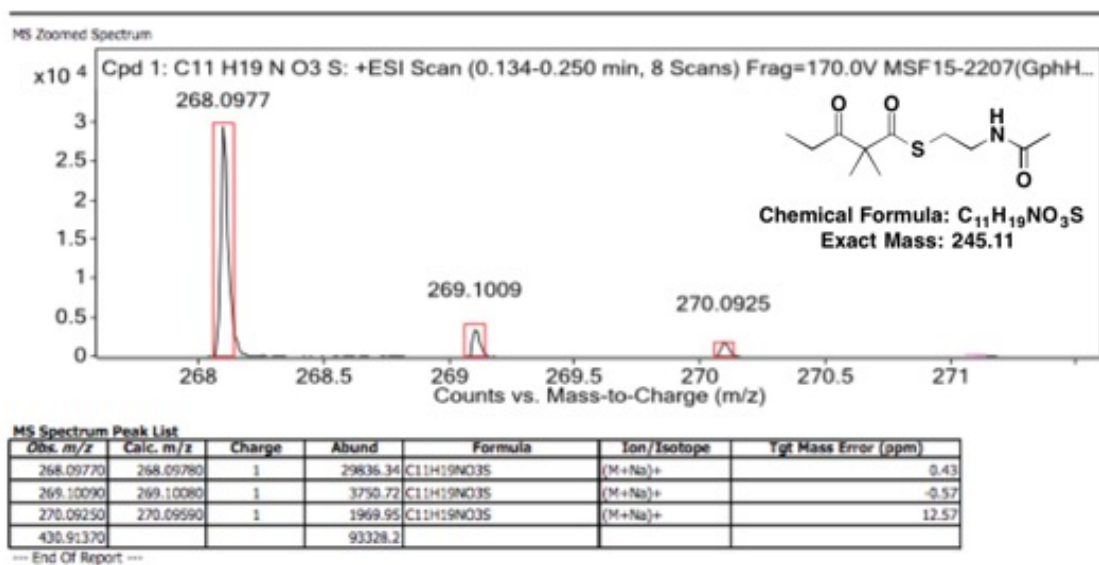 MS Zoomed Spectrum
x10 4 Cpd 1: C11 H19 N O3 S: +ESI Scan (0.134-0.250 min, 8 Scans) Frag=170.0V MSF15-2207(GphH...
268.0977
3
2.5
2
1.5
1
0.5
0
269.1009
270.0925
O O H N S O
Chemical Formula: C₁₁H₁₉NO₃S
Exact Mass: 245.11
268 268.5 269 269.5 270 270.5 271
Counts vs. Mass-to-Charge (m/z)
MS Spectrum Peak List
Obs. m/z Calc. m/z Charge Abund Formula Ion/Isotope Tgt Mass Error (ppm)
268.09770 268.09780 1 29836.34 C11H19NO3S (M+Na)+ 0.43
269.10090 269.10080 1 3750.72 C11H19NO3S (M+Na)+ -0.57
270.09250 270.09590 1 1969.95 C11H19NO3S (M+Na)+ 12.57
430.91370 93328.2
--- End Of Report ---